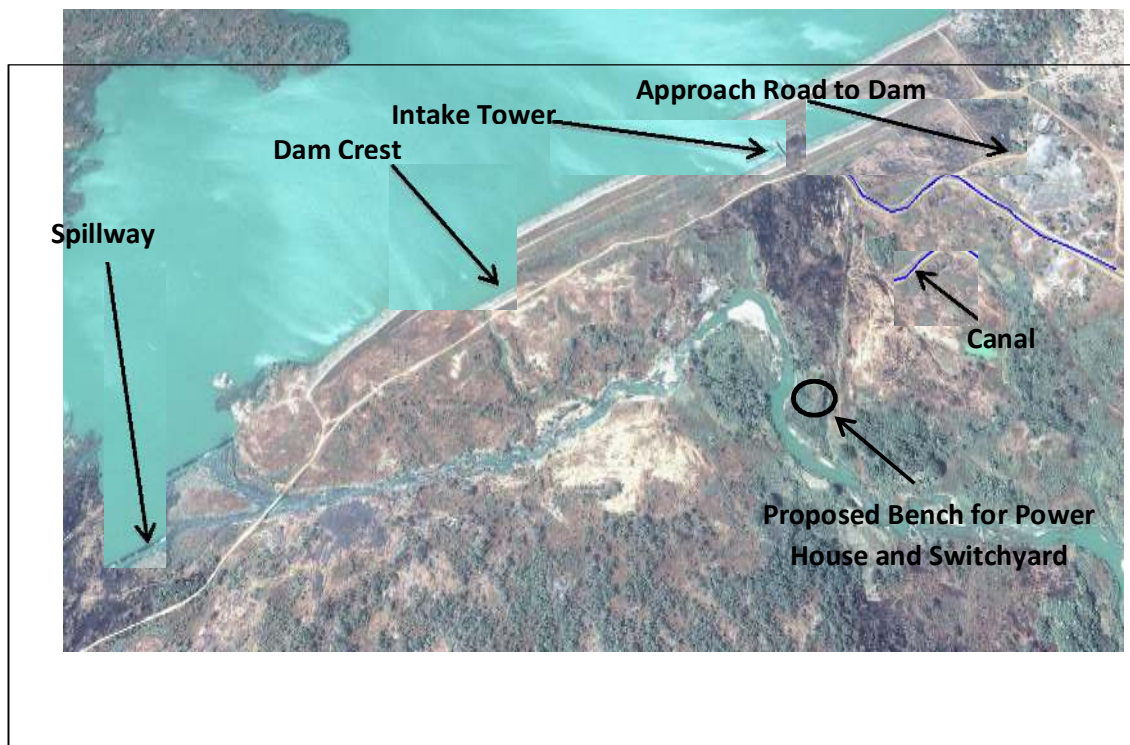 Approach Road to Dam
Intake Tower
Dam Crest
Spillway
Canal
Proposed Bench for Power
House and Switchyard